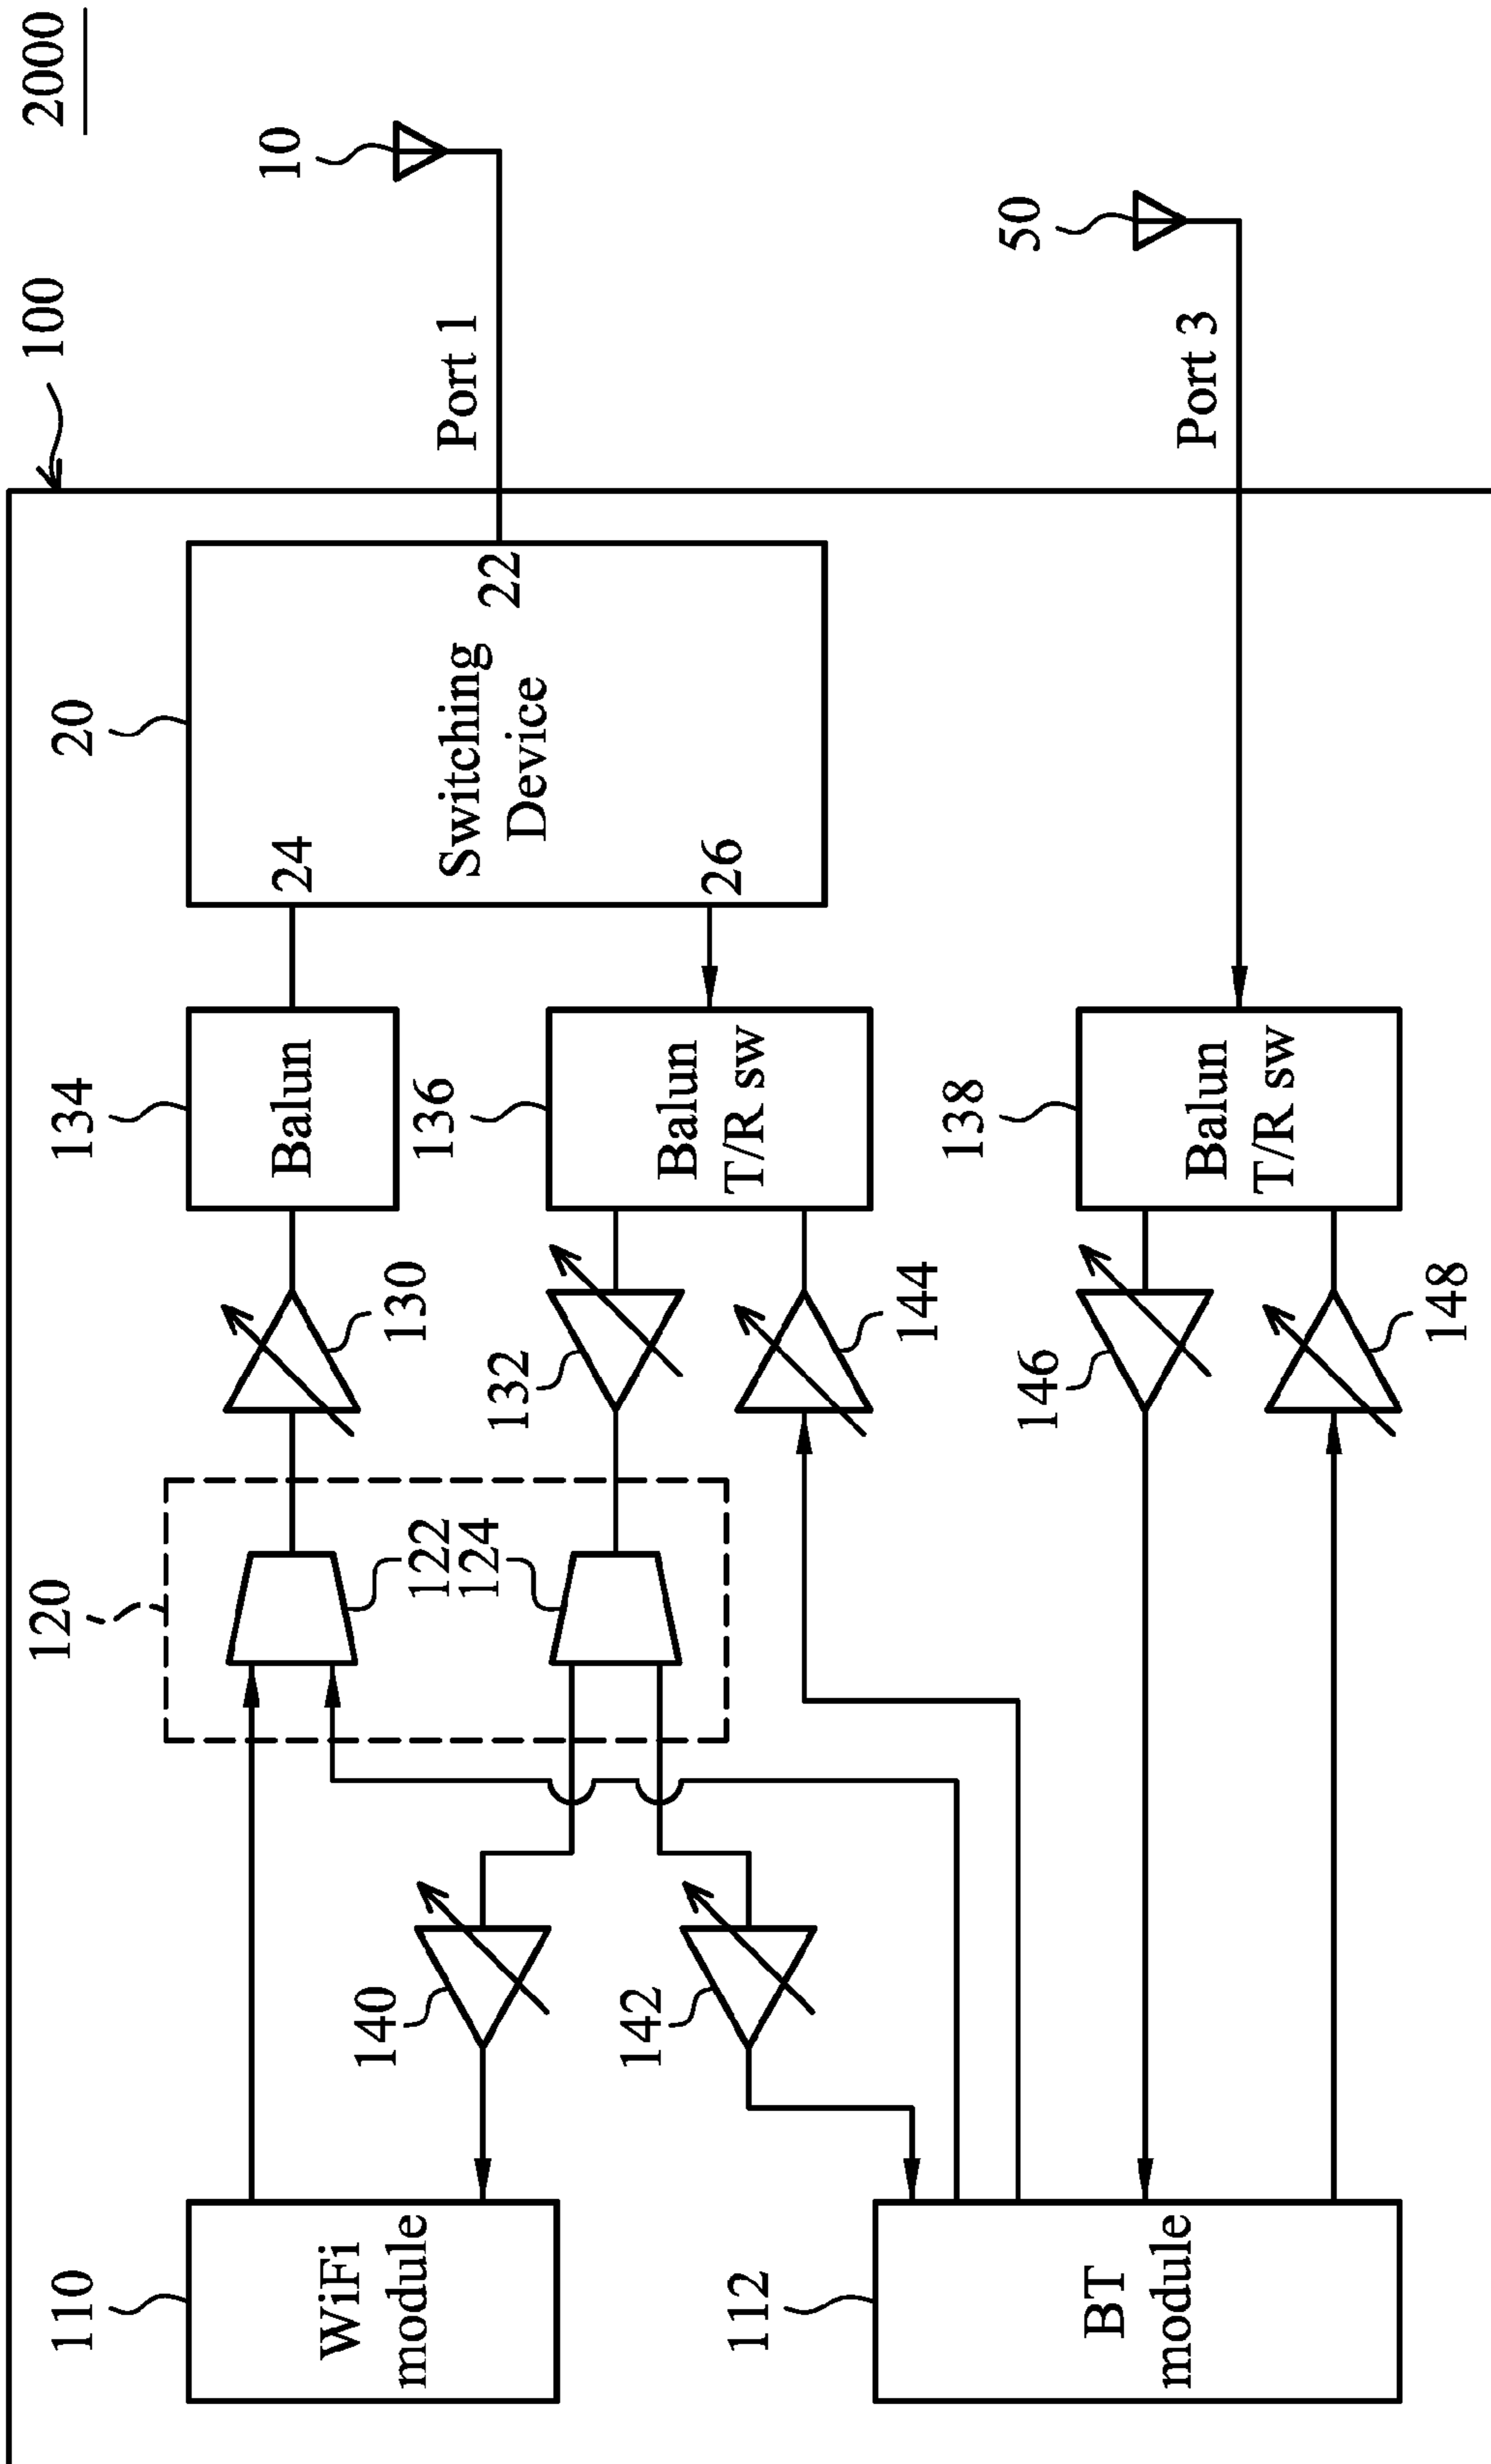 2000
100
10
Port 1
50
Port 3
20
24
22
Switching
Device
26
134
Balun
136
Balun
T/R sw
138
Balun
T/R sw
130
132
144
146
148
120
122
124
140
142
110
WiFi
module
112
BT
module